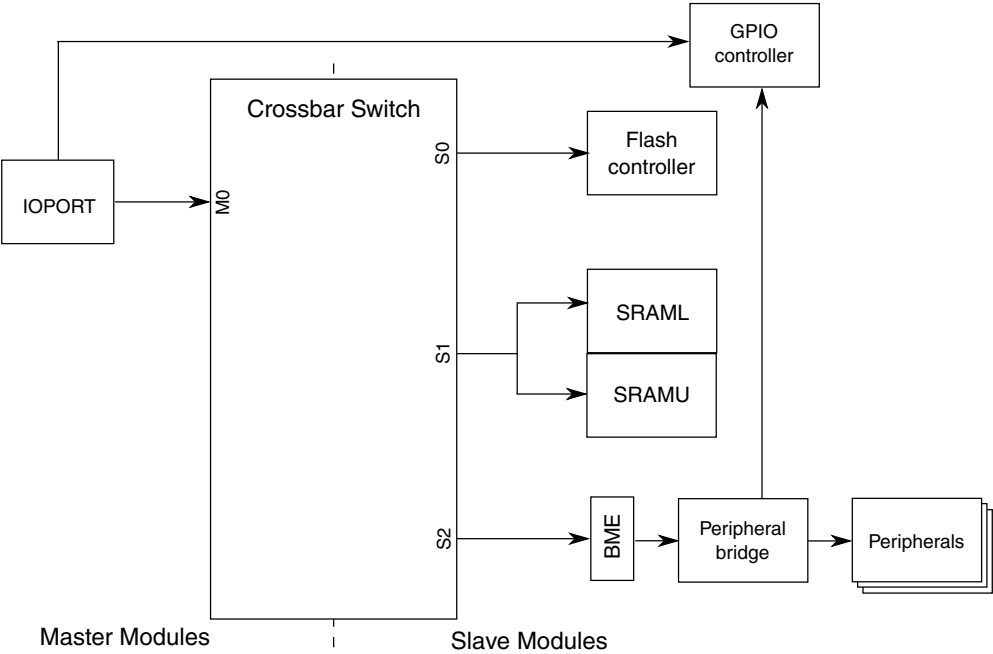 GPIO
controller
Crossbar Switch
S0
Flash
controller
IOPORT
M0
SRAML
S1
SRAMU
S2
BME
Peripheral
bridge
Peripherals
Master Modules
Slave Modules